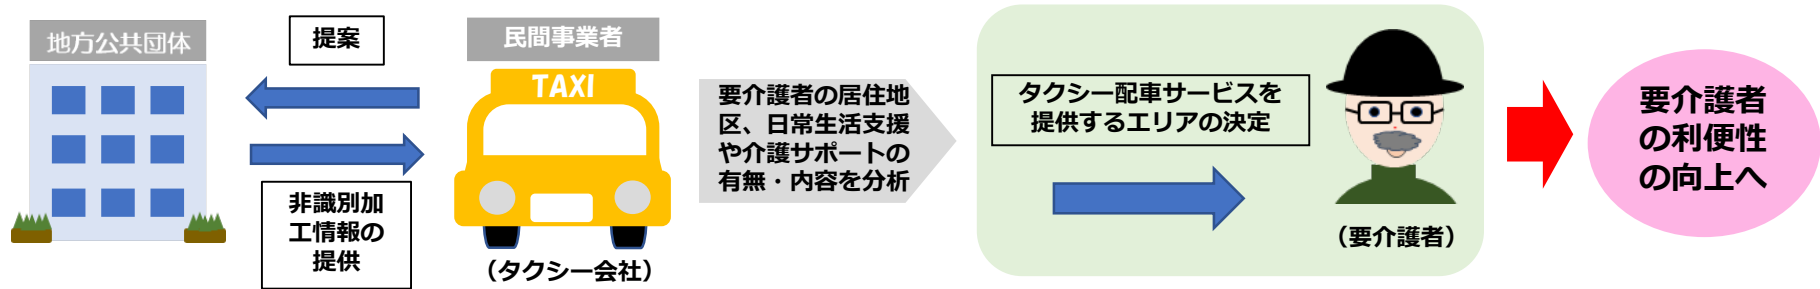 地方公共団体
提案
非識別加
工情報の
提供
民間事業者
TAXI
（タクシー会社）
要介護者の居住地
区、日常生活支援
や介護サポートの
有無・内容を分析
タクシー配車サービスを
提供するエリアの決定
（要介護者）
要介護者
の利便性
の向上へ